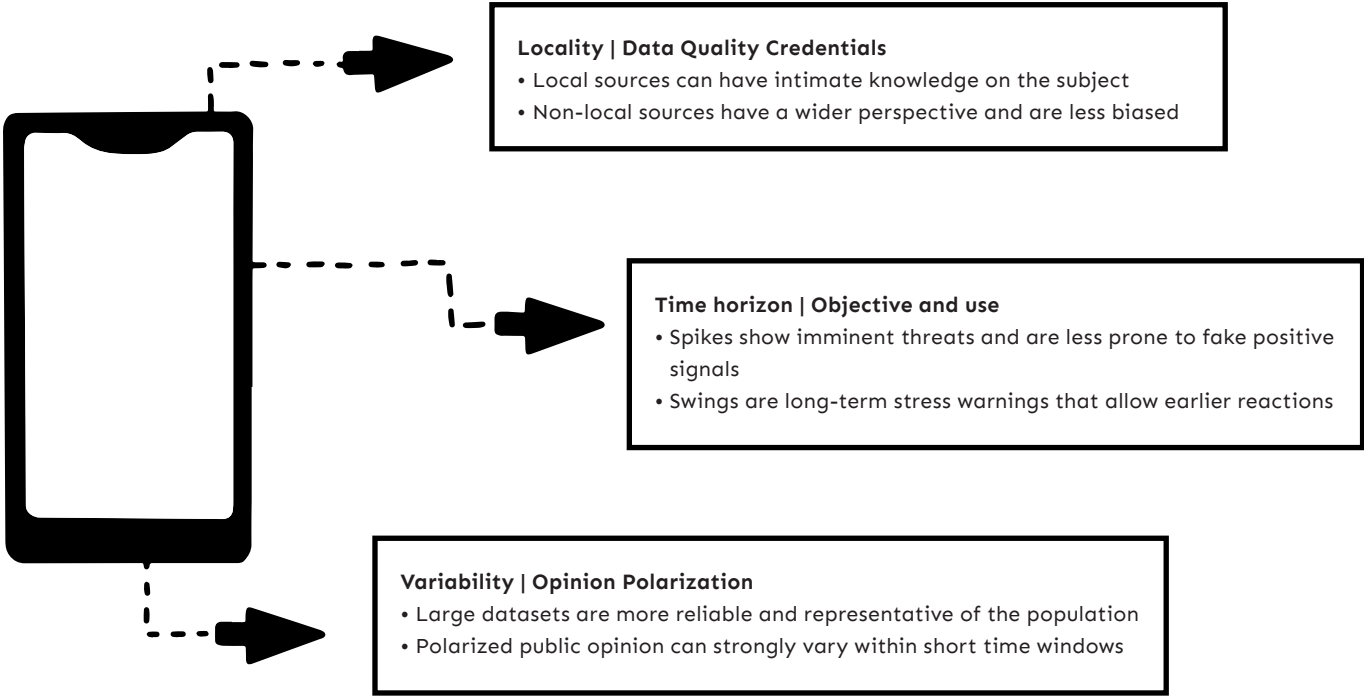 Locality | Data Quality Credentials
• Local sources can have intimate knowledge on the subject
• Non-local sources have a wider perspective and are less biased
Time horizon | Objective and use
• Spikes show imminent threats and are less prone to fake positive
signals
• Swings are long-term stress warnings that allow earlier reactions
Variability | Opinion Polarization
• Large datasets are more reliable and representative of the population
• Polarized public opinion can strongly vary within short time windows